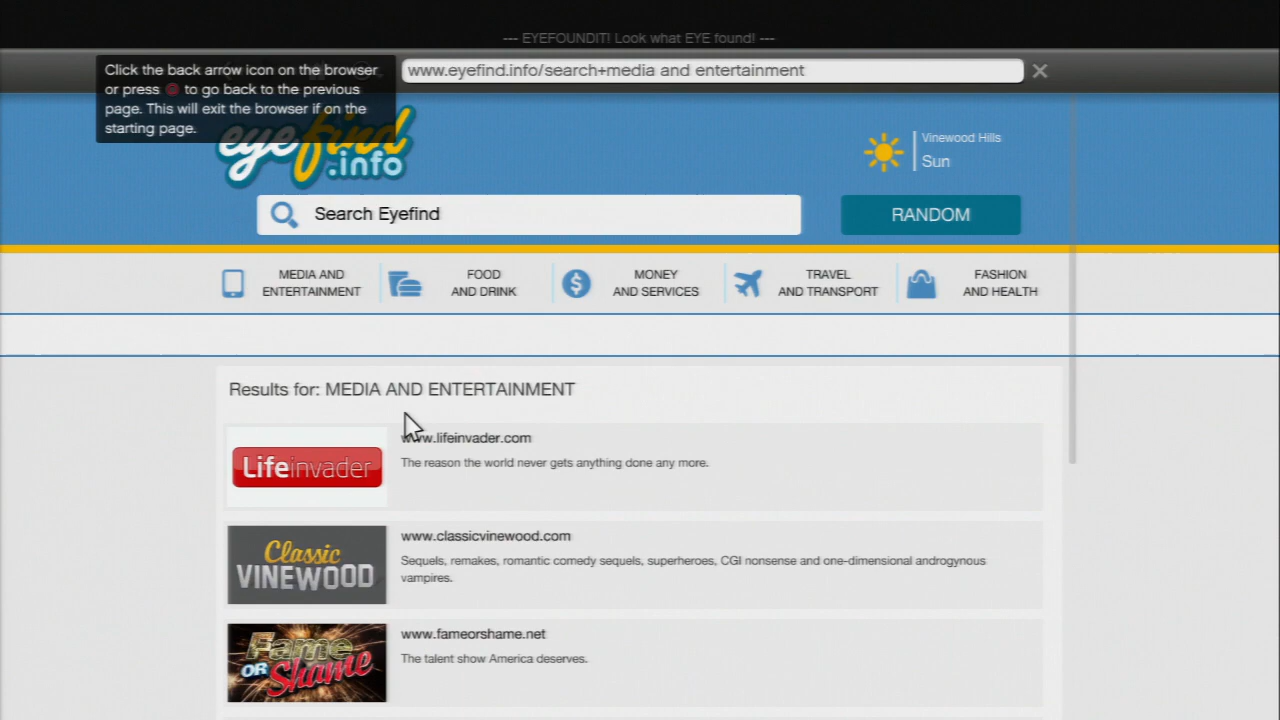 --- EYEFOUNDIT! Look what EYE found! ---
Click the back arrow icon on the browser
or press to go back to the previous
page. This will exit the browser if on the
starting page.
www.eyefind.info/search+media and entertainment
eyefind
.info
Vinewood Hills
Sun
Search Eyefind
RANDOM
MEDIA AND
ENTERTAINMENT
FOOD
AND DRINK
MONEY
AND SERVICES
TRAVEL
AND TRANSPORT
FASHION
AND HEALTH
Results for: MEDIA AND ENTERTAINMENT
Lifeinvader
www.lifeinvader.com
The reason the world never gets anything done any more.
Classic
VINEWOOD
www.classicvinewood.com
Sequels, remakes, romantic comedy sequels, superheroes, CGI nonsense and one-dimensional androgynous
vampires.
Fame
OR Shame
www.fameorshame.net
The talent show America deserves.